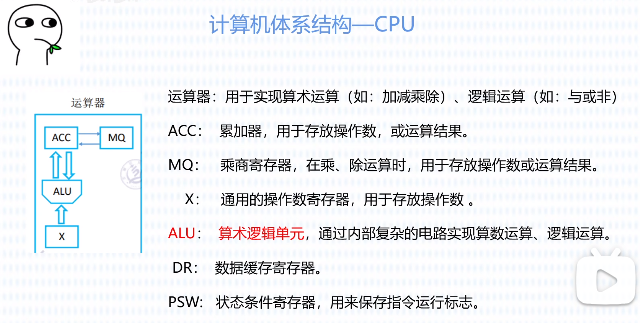 计算机体系结构—CPU
运算器：用于实现算术运算（如：加减乘除）、逻辑运算（如：与或非）
ACC： 累加器，用于存放操作数，或运算结果。
MQ： 乘商寄存器，在乘、除运算时，用于存放操作数或运算结果。
X： 通用的操作数寄存器，用于存放操作数 。
ALU： 算术逻辑单元，通过内部复杂的电路实现算数运算、逻辑运算。
DR： 数据缓存寄存器。
PSW： 状态条件寄存器，用来保存指令运行标志。
运算器
ACC
MQ
ALU
X